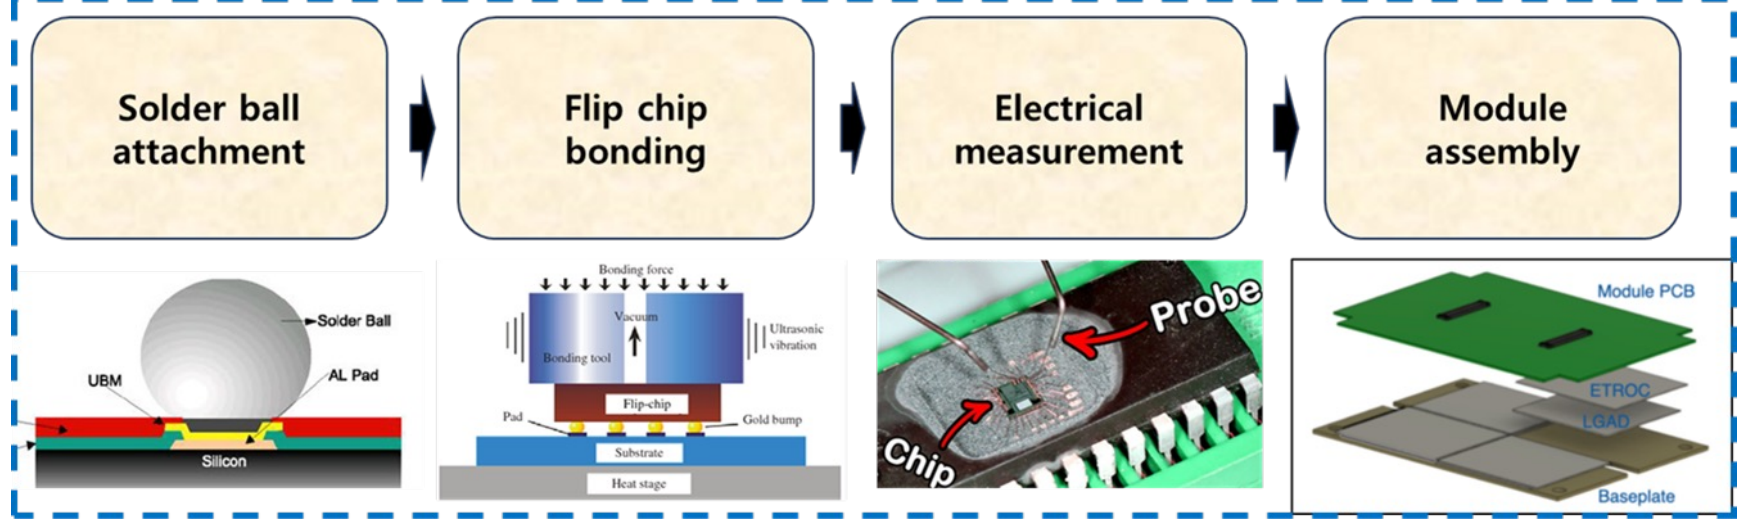 Solder ball
attachment
Flip chip
bonding
Electrical
measurement
Module
assembly
Solder Ball
UBM
AL Pad
Silicon
Bonding force
Vacuum
Ultrasonic
vibration
Bonding tool
Flip-chip
Pad
Gold bump
Substrate
Heat stage
Probe
Chip
Module PCB
ETROC
LGAD
Baseplate